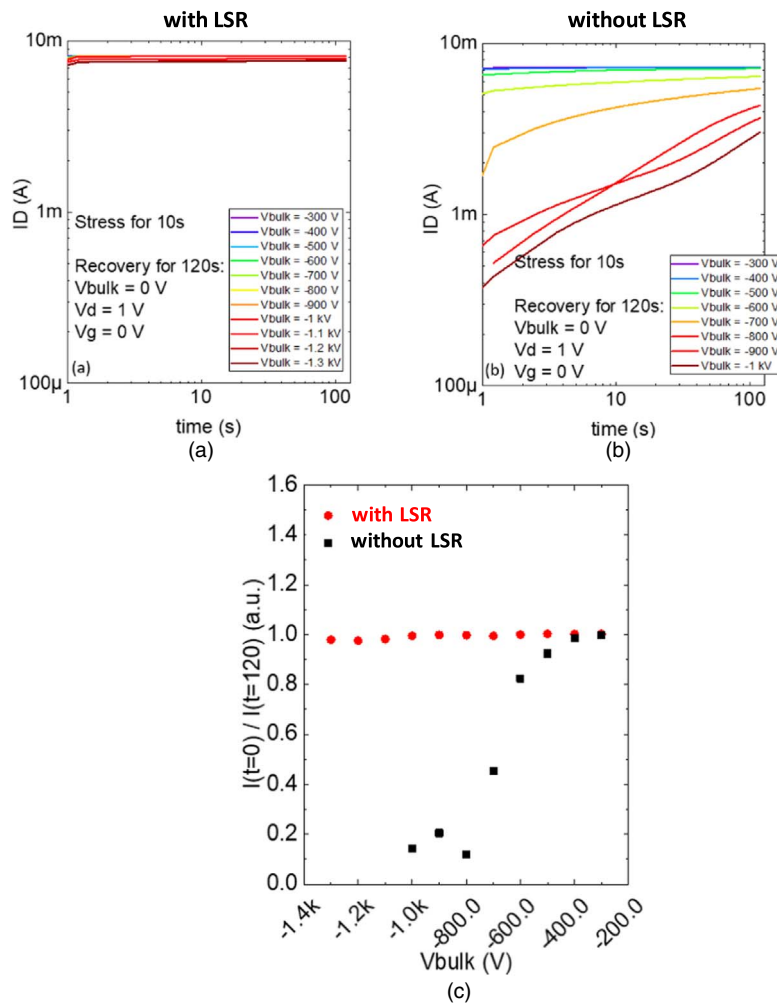 with LSR
10m
1m
100µ
ID (A)
Stress for 10s
Recovery for 120s:
Vbulk = 0 V
Vd = 1 V
Vg = 0 V
Vbulk = -300 V
Vbulk = -400 V
Vbulk = -500 V
Vbulk = -600 V
Vbulk = -700 V
Vbulk = -800 V
Vbulk = -900 V
Vbulk = -1 kV
Vbulk = -1.1 kV
Vbulk = -1.2 kV
Vbulk = -1.3 kV
(a)
1 10 100
time (s)
(a)
without LSR
10m
1m
100µ
ID (A)
Stress for 10s
Recovery for 120s:
Vbulk = 0 V
Vd = 1 V
Vg = 0 V
Vbulk = -300 V
Vbulk = -400 V
Vbulk = -500 V
Vbulk = -600 V
Vbulk = -700 V
Vbulk = -800 V
Vbulk = -900 V
Vbulk = -1 kV
(b)
1 10 100
time (s)
(b)
1.6
1.4
1.2
1.0
0.8
0.6
0.4
0.2
0.0
I(t=0) / I(t=120) (a.u.)
with LSR
without LSR
-1.4k -1.2k -1.0k -800.0 -600.0 -400.0 -200.0
Vbulk (V)
(c)